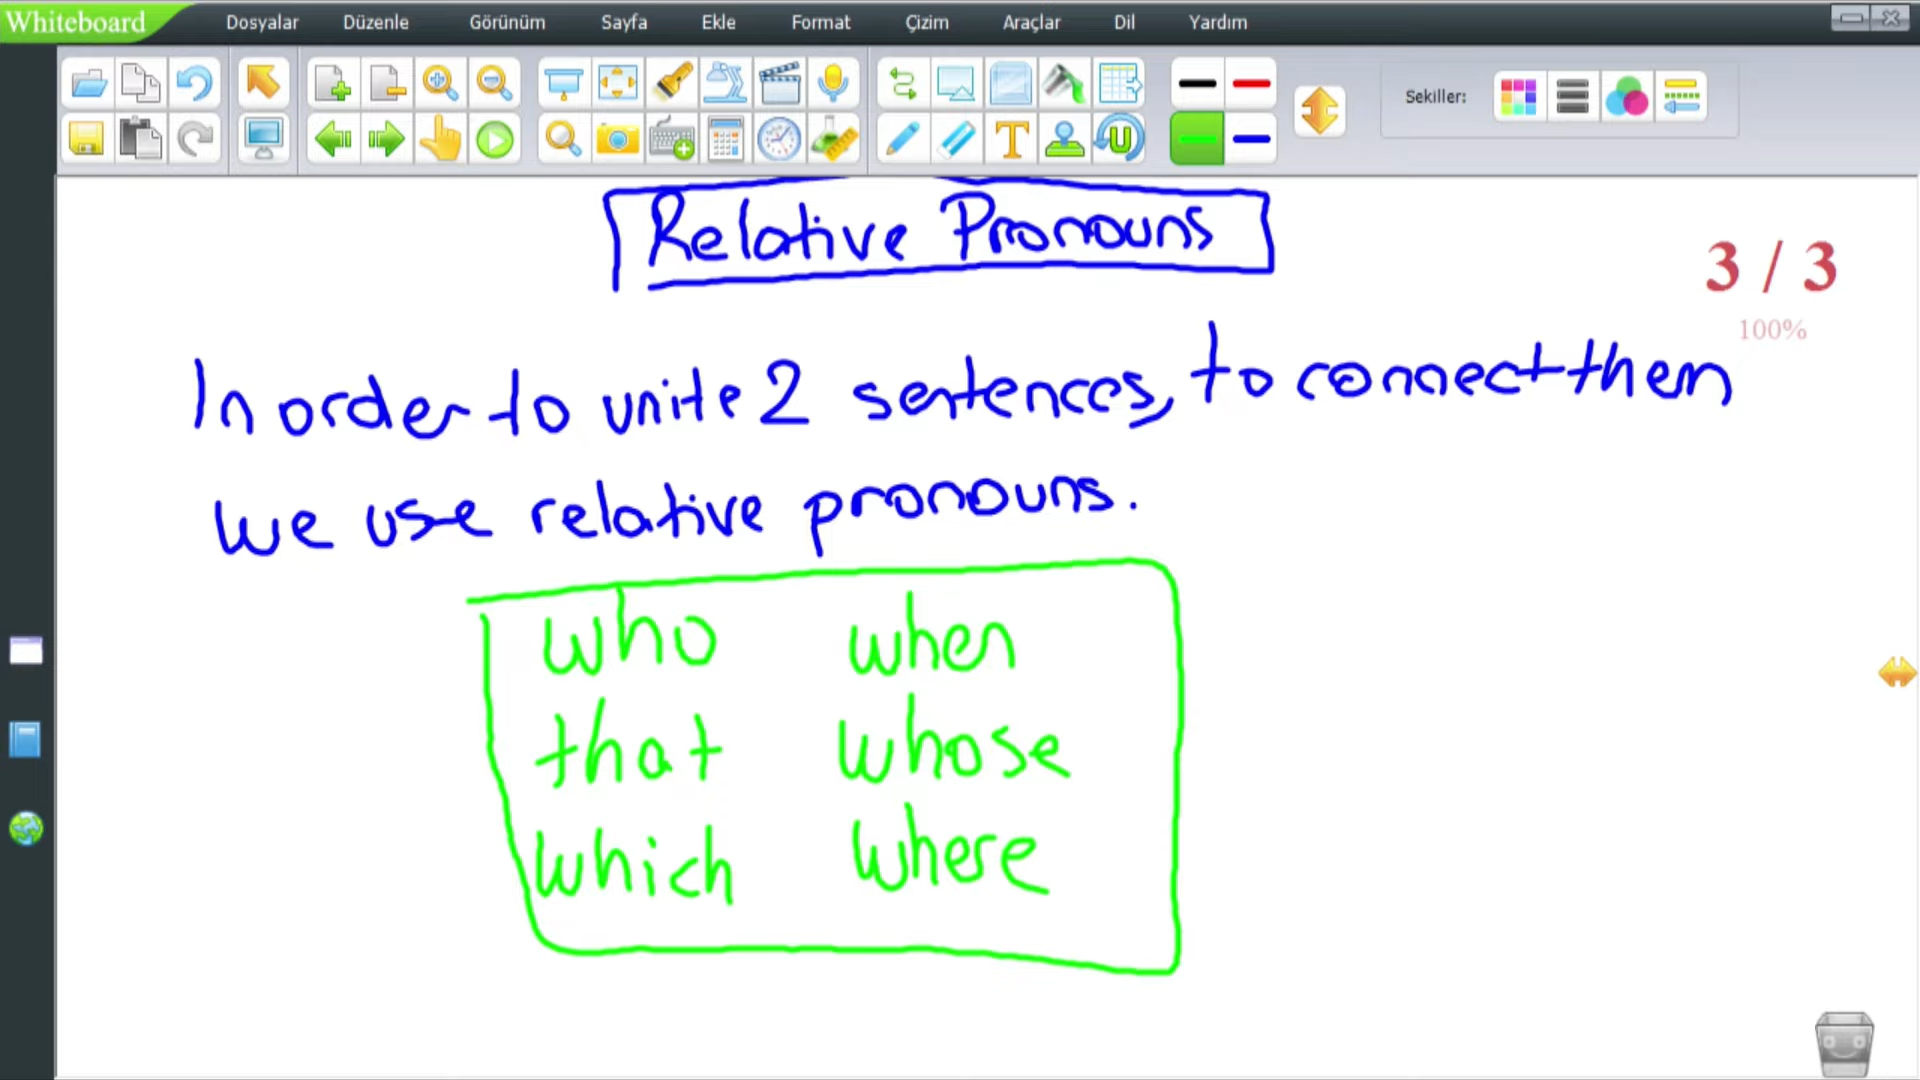 Whiteboard Dosyalar Düzenle Görünüm Sayfa Ekle Format Çizim Araçlar Dil Yardım
Sekiller:
Relative Pronouns
3 / 3
100%
In order to unite 2 sentences, to connect them
we use relative pronouns.
who when
that whose
which where